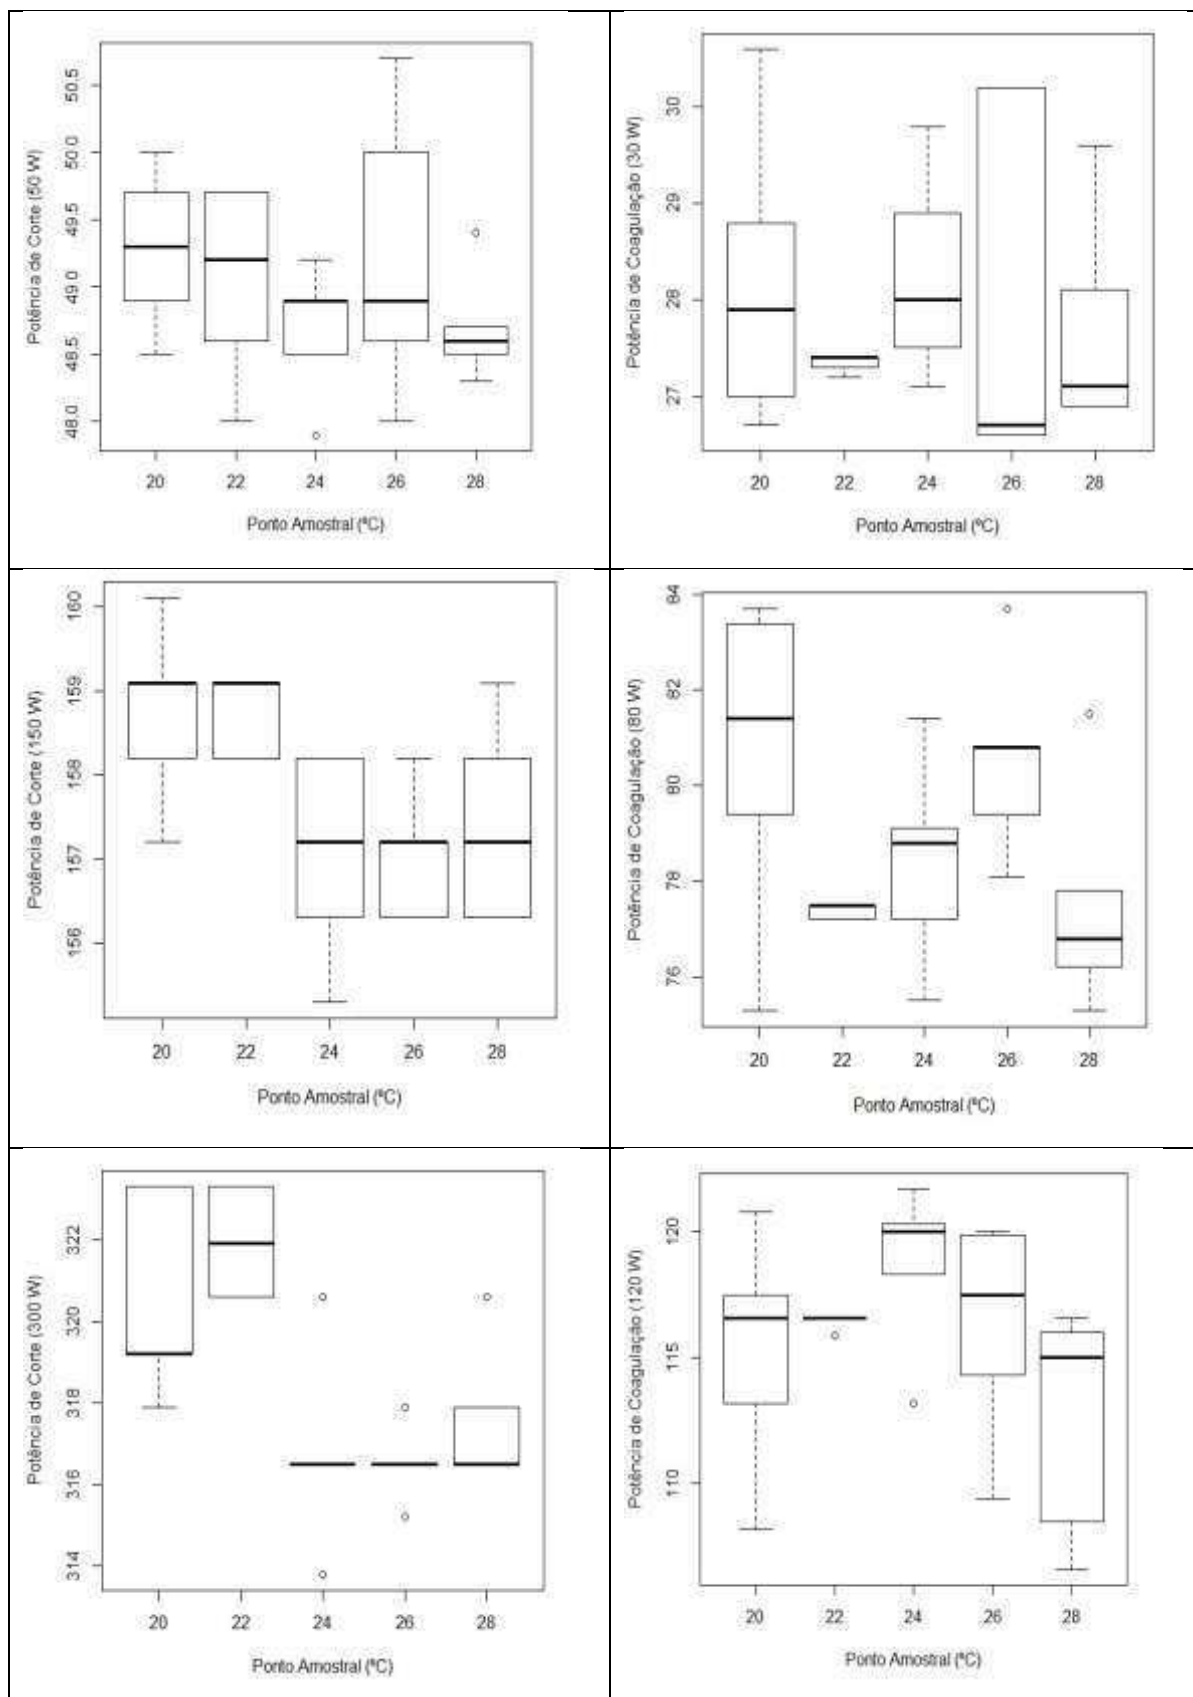 Potência de Corte (50 W)
50.5
50.0
49.5
49.0
48.5
48.0
20 22 24 26 28
Ponto Amostral (ºC)
Potência de Coagulação (30 W)
30
29
28
27
20 22 24 26 28
Ponto Amostral (ºC)
Potência de Corte (150 W)
160
159
158
157
156
20 22 24 26 28
Ponto Amostral (ºC)
Potência de Coagulação (80 W)
84
82
80
78
76
20 22 24 26 28
Ponto Amostral (ºC)
Potência de Corte (300 W)
322
320
318
316
314
20 22 24 26 28
Ponto Amostral (ºC)
Potência de Coagulação (120 W)
120
115
110
20 22 24 26 28
Ponto Amostral (ºC)